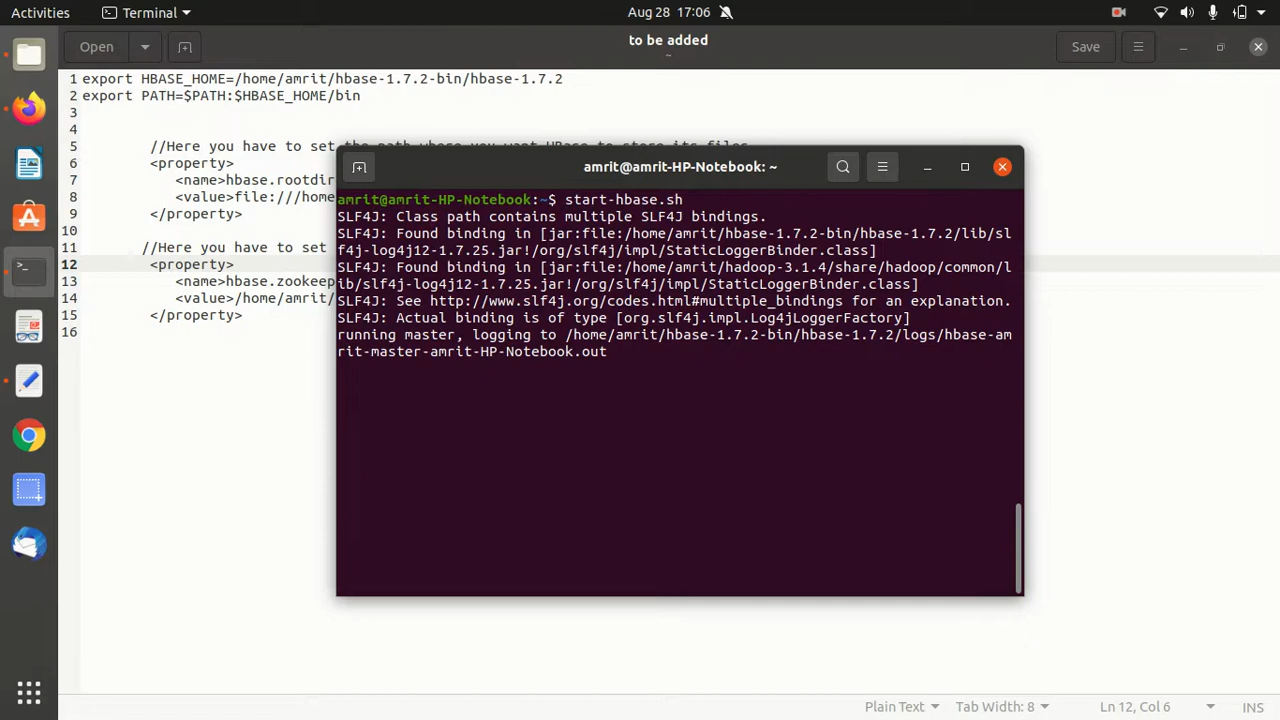 Activities
Terminal
Aug 28 17:06
Open
to be added
~
Save
1 export HBASE_HOME=/home/amrit/hbase-1.7.2-bin/hbase-1.7.2
2 export PATH=$PATH:$HBASE_HOME/bin
3
4
5 //Here you have to set the path where you want HBase to store its files.
6 <property>
7 <name>hbase.rootdir
8 <value>file:///home
9 </property>
10
11 //Here you have to set
12 <property>
13 <name>hbase.zookeep
14 <value>/home/amrit/
15 </property>
16
amrit@amrit-HP-Notebook: ~
amrit@amrit-HP-Notebook:~$ start-hbase.sh
SLF4J: Class path contains multiple SLF4J bindings.
SLF4J: Found binding in [jar:file:/home/amrit/hbase-1.7.2-bin/hbase-1.7.2/lib/sl
f4j-log4j12-1.7.25.jar!/org/slf4j/impl/StaticLoggerBinder.class]
SLF4J: Found binding in [jar:file:/home/amrit/hadoop-3.1.4/share/hadoop/common/l
ib/slf4j-log4j12-1.7.25.jar!/org/slf4j/impl/StaticLoggerBinder.class]
SLF4J: See http://www.slf4j.org/codes.html#multiple_bindings for an explanation.
SLF4J: Actual binding is of type [org.slf4j.impl.Log4jLoggerFactory]
running master, logging to /home/amrit/hbase-1.7.2-bin/hbase-1.7.2/logs/hbase-am
rit-master-amrit-HP-Notebook.out
Plain Text
Tab Width: 8
Ln 12, Col 6
INS